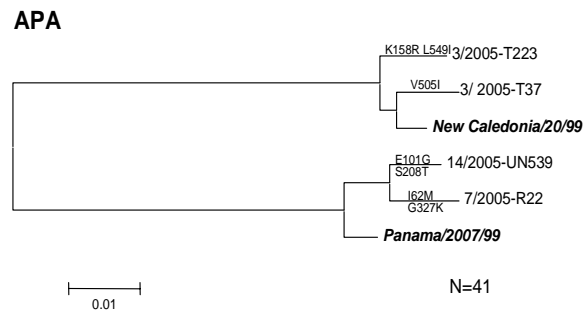 APA
K158R L549I 3/2005-T223
V505I 3/ 2005-T37
New Caledonia/20/99
E101G
S208T
14/2005-UN539
I62M
G327K
7/2005-R22
Panama/2007/99
0.01
N=41